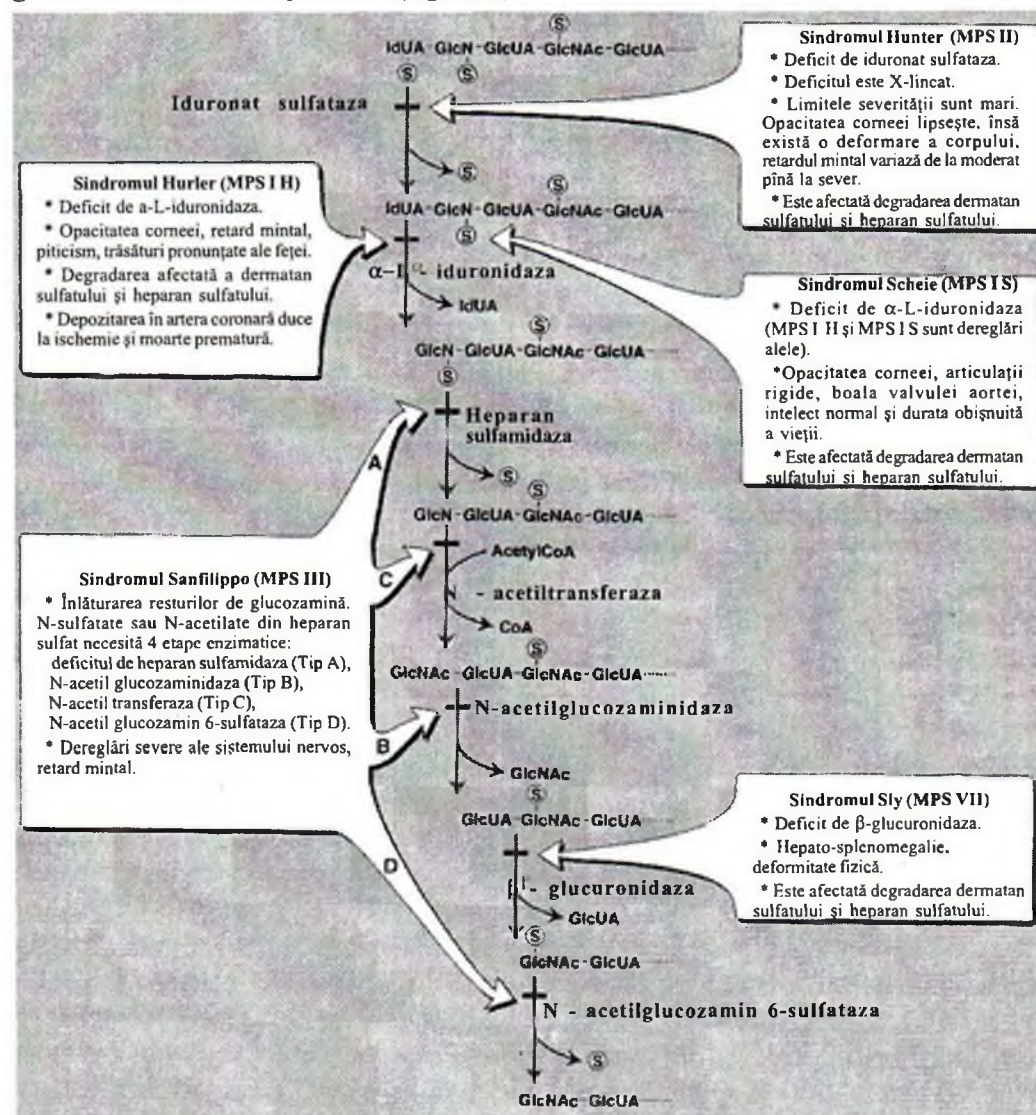 Ⓢ
IdUA-GlcN-GlcUA-GlcNAc-GlcUA
Ⓢ Ⓢ
Iduronat sulfataza
Ⓢ
Sindromul Hunter (MPS II)
* Deficit de iduronat sulfataza.
* Deficitul este X-lincat.
* Limitele severității sunt mari.
Opacitatea corneei lipsește, însă
există o deformare a corpului,
retardul mintal variază de la moderat
pînă la sever.
* Este afectată degradarea dermatan
sulfatului și heparan sulfatului.
Sindromul Hurler (MPS I H)
* Deficit de a-L-iduronidaza.
* Opacitatea corneei, retard mintal,
piticism, trăsături pronunțate ale feței.
* Degradarea afectată a dermatan
sulfatului și heparan sulfatului.
* Depozitarea în artera coronară duce
la ischemie și moarte prematură.
Ⓢ
IdUA-GlcN-GlcUA-GlcNAc-GlcUA
Ⓢ
α-L - iduronidaza
IdUA
Sindromul Scheie (MPS I S)
* Deficit de α-L-iduronidaza
(MPS I H și MPS I S sunt dereglări
alele).
*Opacitatea corneei, articulații
rigide, boala valvulei aortei,
intelect normal și durata obișnuită
a vieții.
* Este afectată degradarea dermatan
sulfatului si heparan sulfatului.
Ⓢ
GlcN-GlcUA-GlcNAc-GlcUA
Ⓢ
Heparan
sulfamidaza
A
Ⓢ
Ⓢ
GlcN-GlcUA-GlcNAc-GlcUA
C
AcetylCoA
- acetiltransferaza
CoA
Sindromul Sanfilippo (MPS III)
* Înlăturarea resturilor de glucozamină.
N-sulfatate sau N-acetilate din heparan
sulfat necesită 4 etape enzimatice:
deficitul de heparan sulfamidaza (Tip A),
N-acetil glucozaminidaza (Tip B),
N-acetil transferaza (Tip C),
N-acetil glucozamin 6-sulfataza (Tip D).
* Dereglări severe ale sistemului nervos,
retard mintal.
Ⓢ
GlcNAc-GlcUA-GlcNAc-GlcUA
B
N-acetilglucozaminidaza
GlcNAc
Ⓢ
GlcUA-GlcNAc-GlcUA
D
- glucuronidaza
GlcUA
Sindromul Sly (MPS VII)
* Deficit de β-glucuronidaza.
* Hepato-splenomegalie,
deformitate fizică.
* Este afectată degradarea dermatan
sulfatului și heparan sulfatului.
Ⓢ
GlcNAc-GlcUA
N - acetilglucozamin 6-sulfataza
Ⓢ
GlcNAc GlcUA